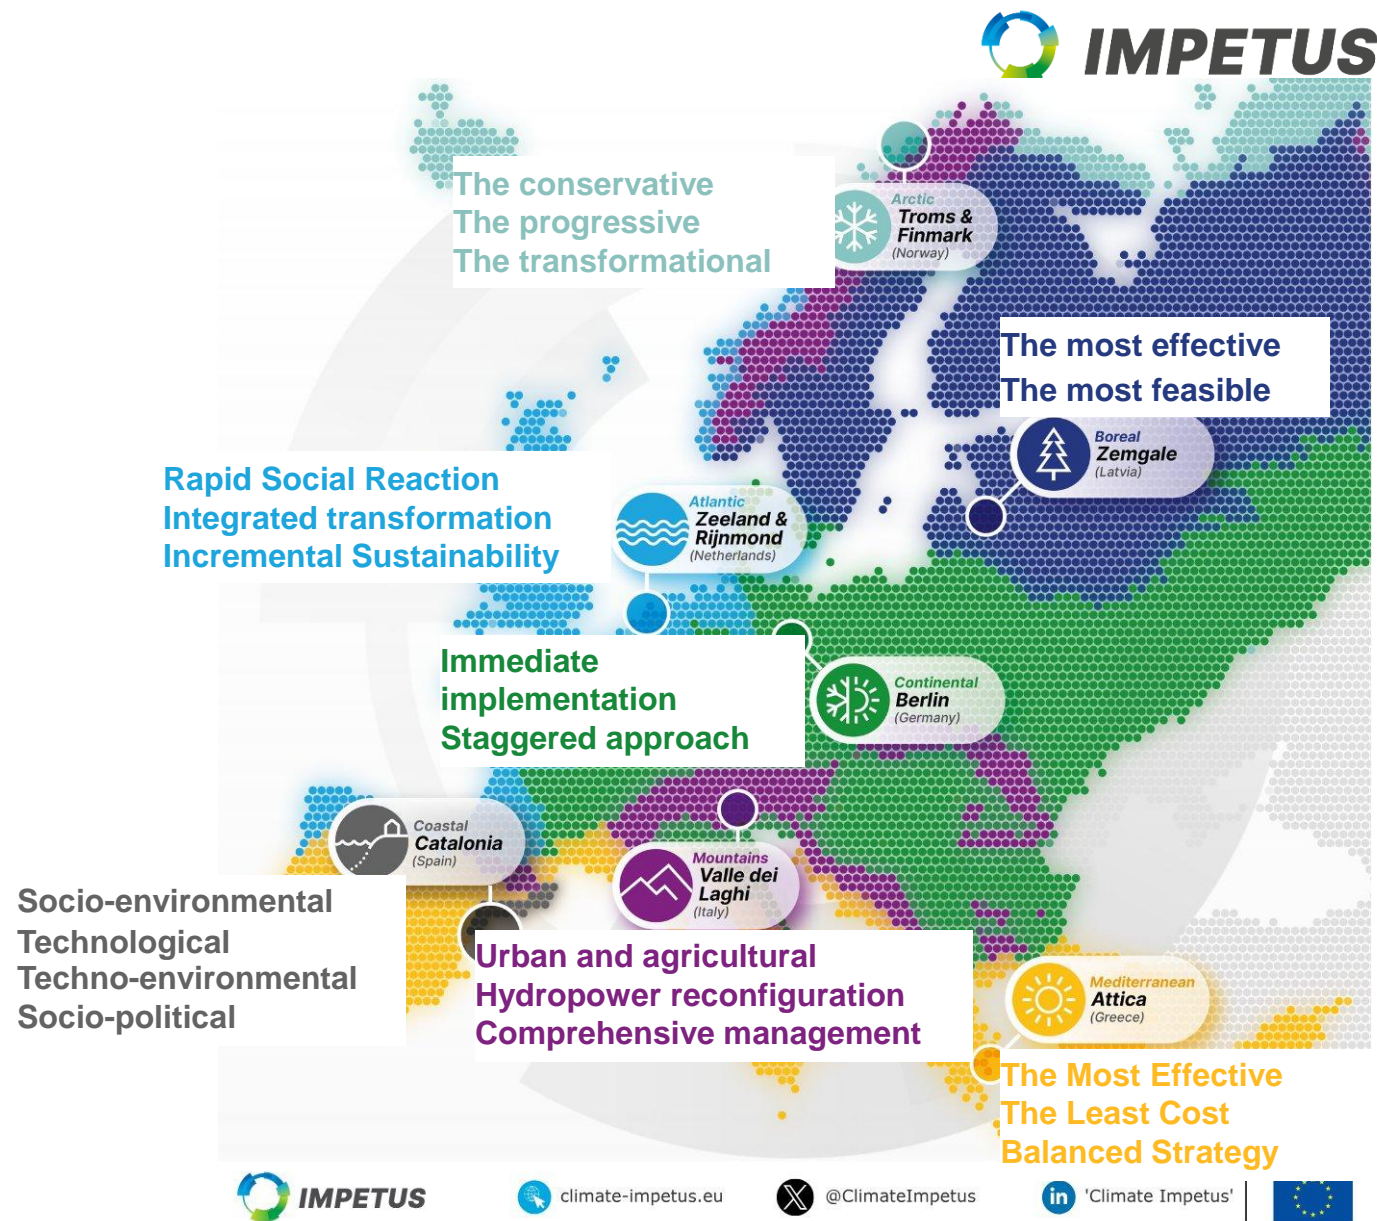 IMPETUS
The conservative
The progressive
The transformational
Arctic
Troms &
Finmark
(Norway)
The most effective
The most feasible
Boreal
Zemgale
(Latvia)
Rapid Social Reaction
Integrated transformation
Incremental Sustainability
Atlantic
Zeeland &
Rijnmond
(Netherlands)
Immediate
implementation
Staggered approach
Continental
Berlin
(Germany)
Coastal
Catalonia
(Spain)
Mountains
Valle dei
Laghi
(Italy)
Socio-environmental
Technological
Techno-environmental
Socio-political
Urban and agricultural
Hydropower reconfiguration
Comprehensive management
Mediterranean
Attica
(Greece)
The Most Effective
The Least Cost
Balanced Strategy
IMPETUS
climate-impetus.eu
@ClimateImpetus
in
'Climate Impetus'